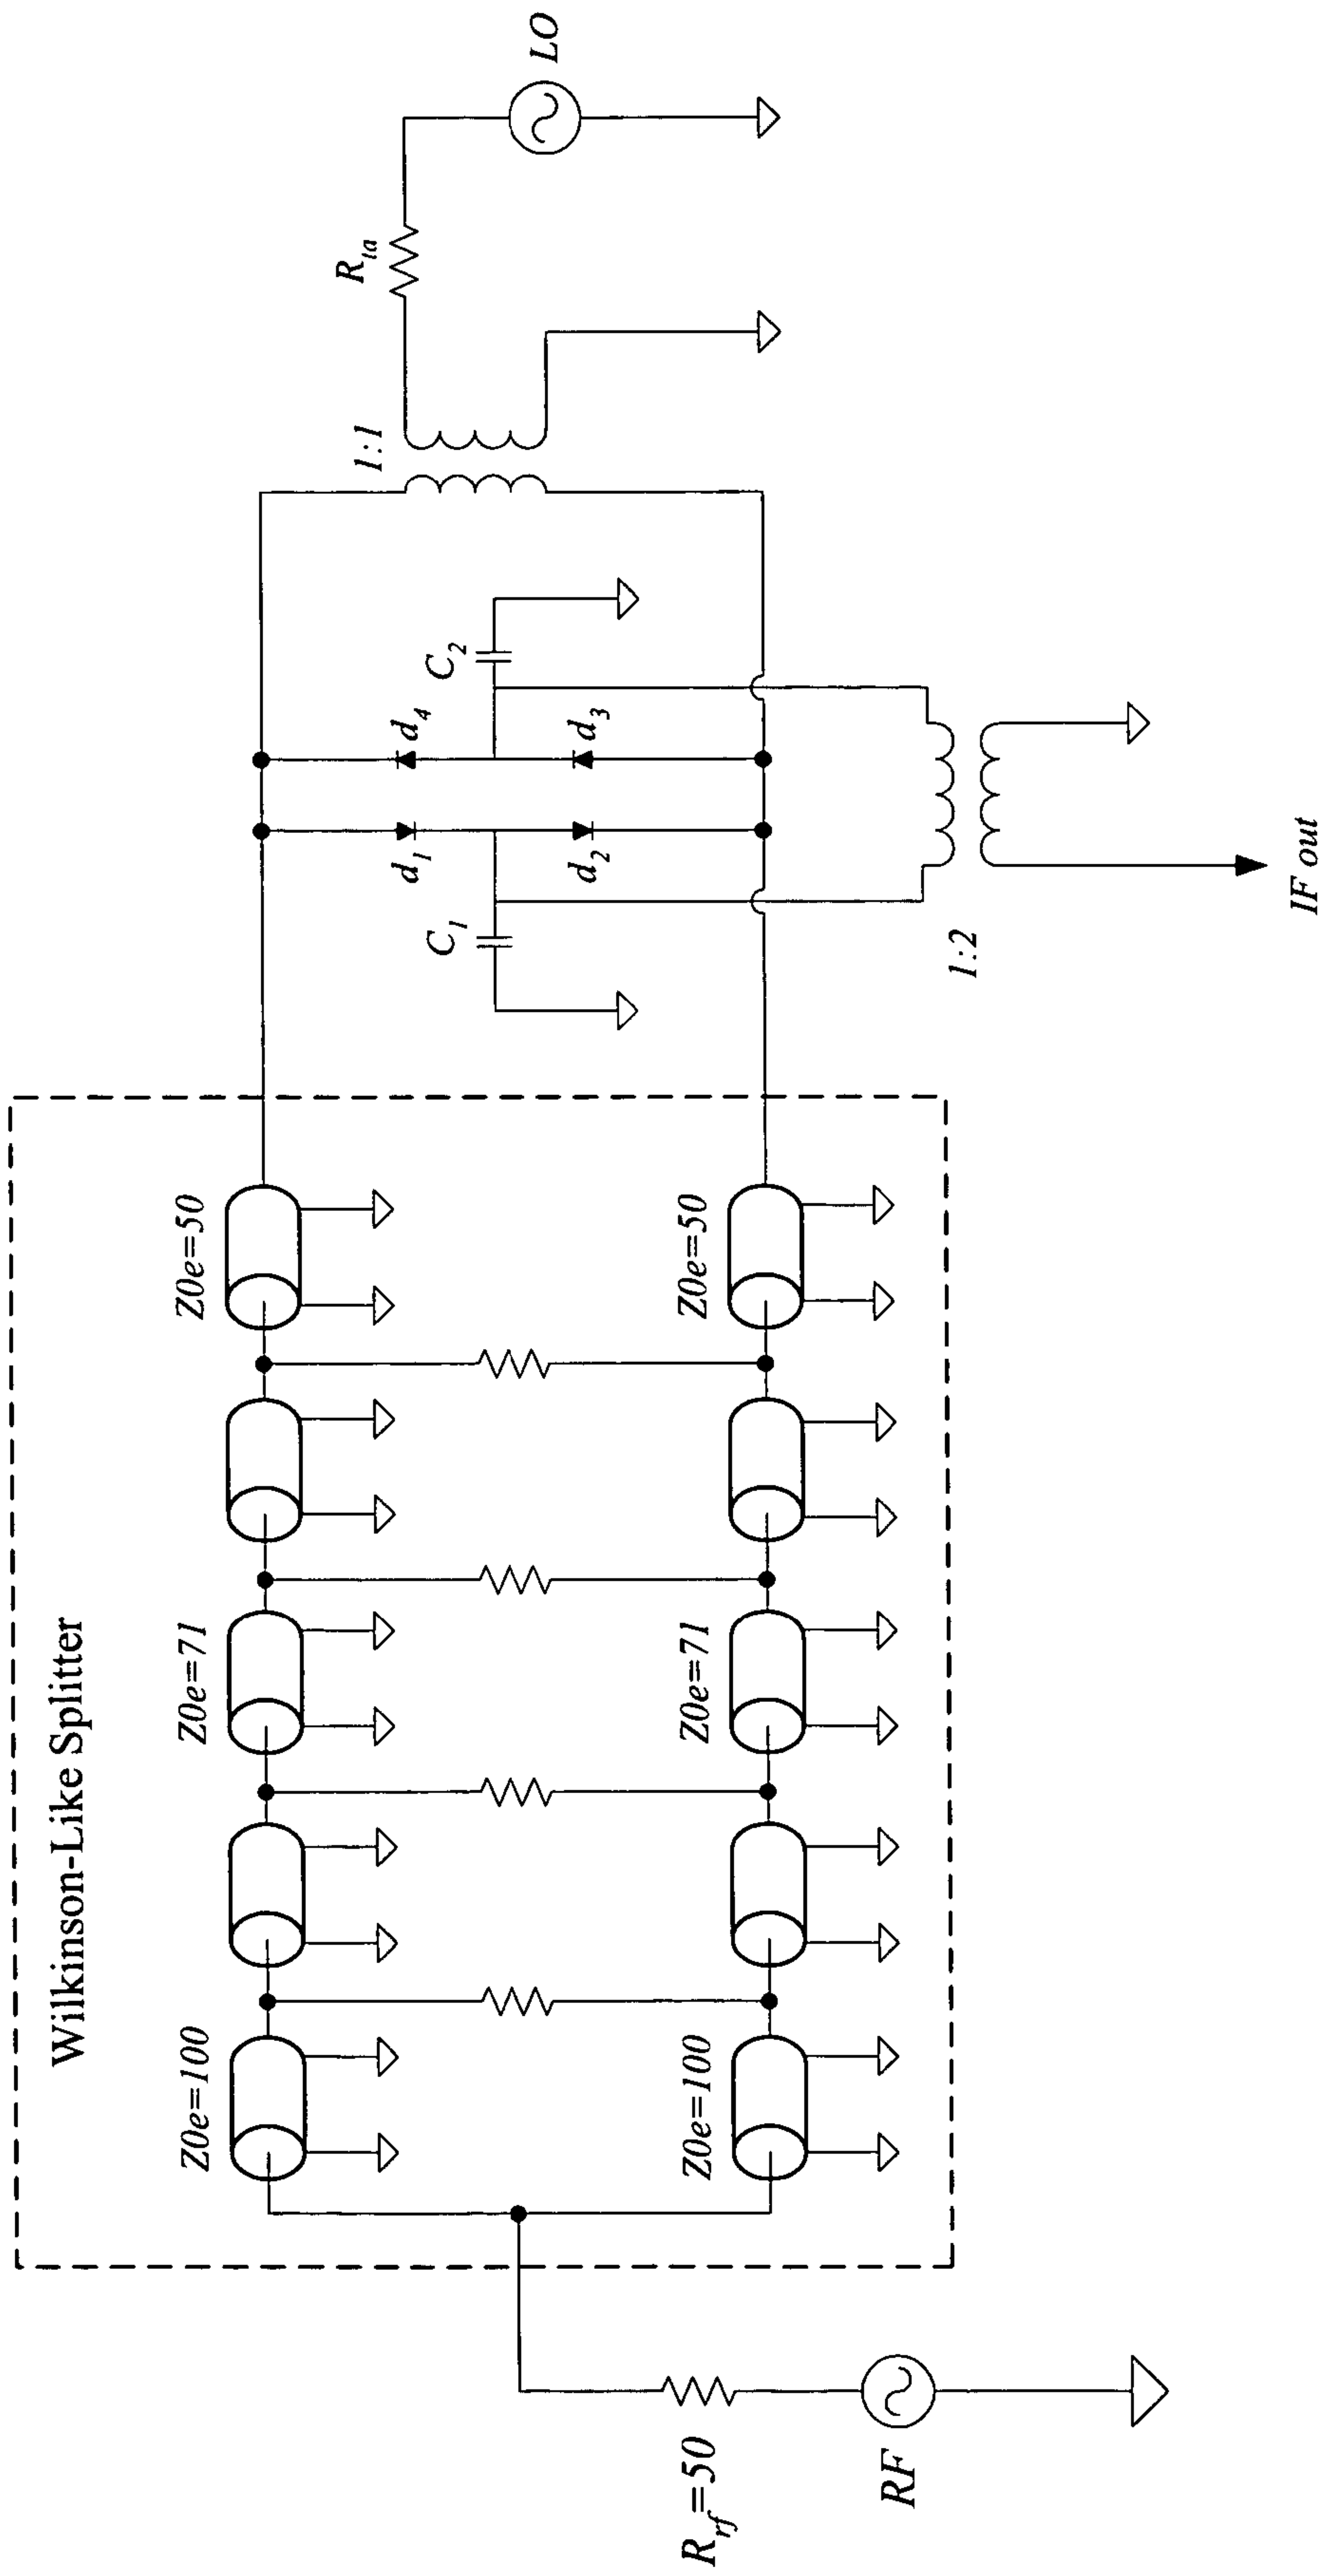 Wilkinson-Like Splitter
Z0e=100
Z0e=71
Z0e=50
Z0e=100
Z0e=71
Z0e=50
R_rf=50
RF
C_1
C_2
d_1
d_4
d_2
d_3
1:1
R_ta
LO
1:2
IF out